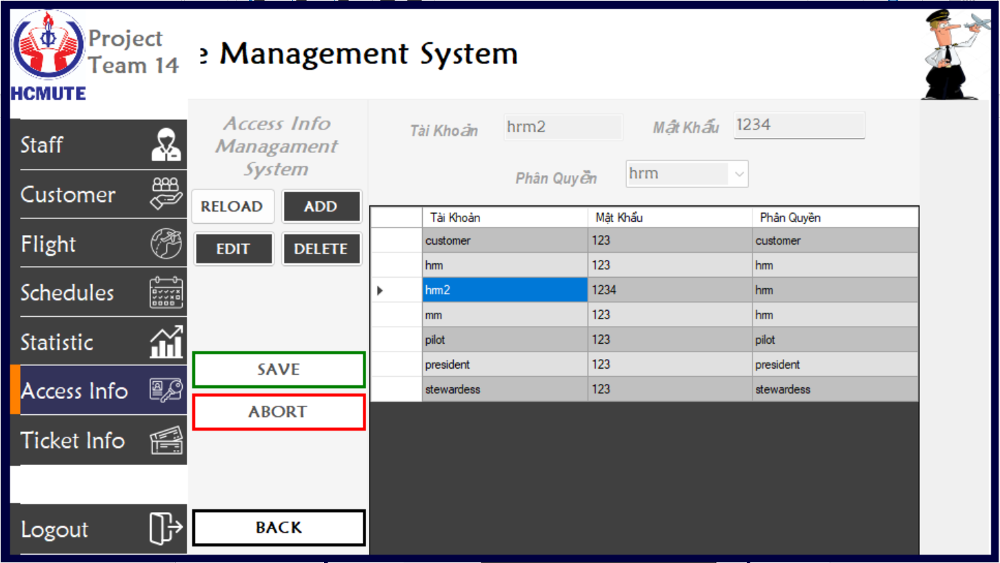 Project
Team 14
HCMUTE
e Management System
Staff
Customer
Flight
Schedules
Statistic
Access Info
Ticket Info
Logout
Access Info
Managament
System
RELOAD ADD
EDIT DELETE
SAVE
ABORT
BACK
Tài Khoản hrm2 Mật Khẩu 1234
Phân Quyền hrm
Tài Khoản Mật Khẩu Phân Quyền
customer 123 customer
hrm 123 hrm
hrm2 1234 hrm
mm 123 hrm
pilot 123 pilot
president 123 president
stewardess 123 stewardess